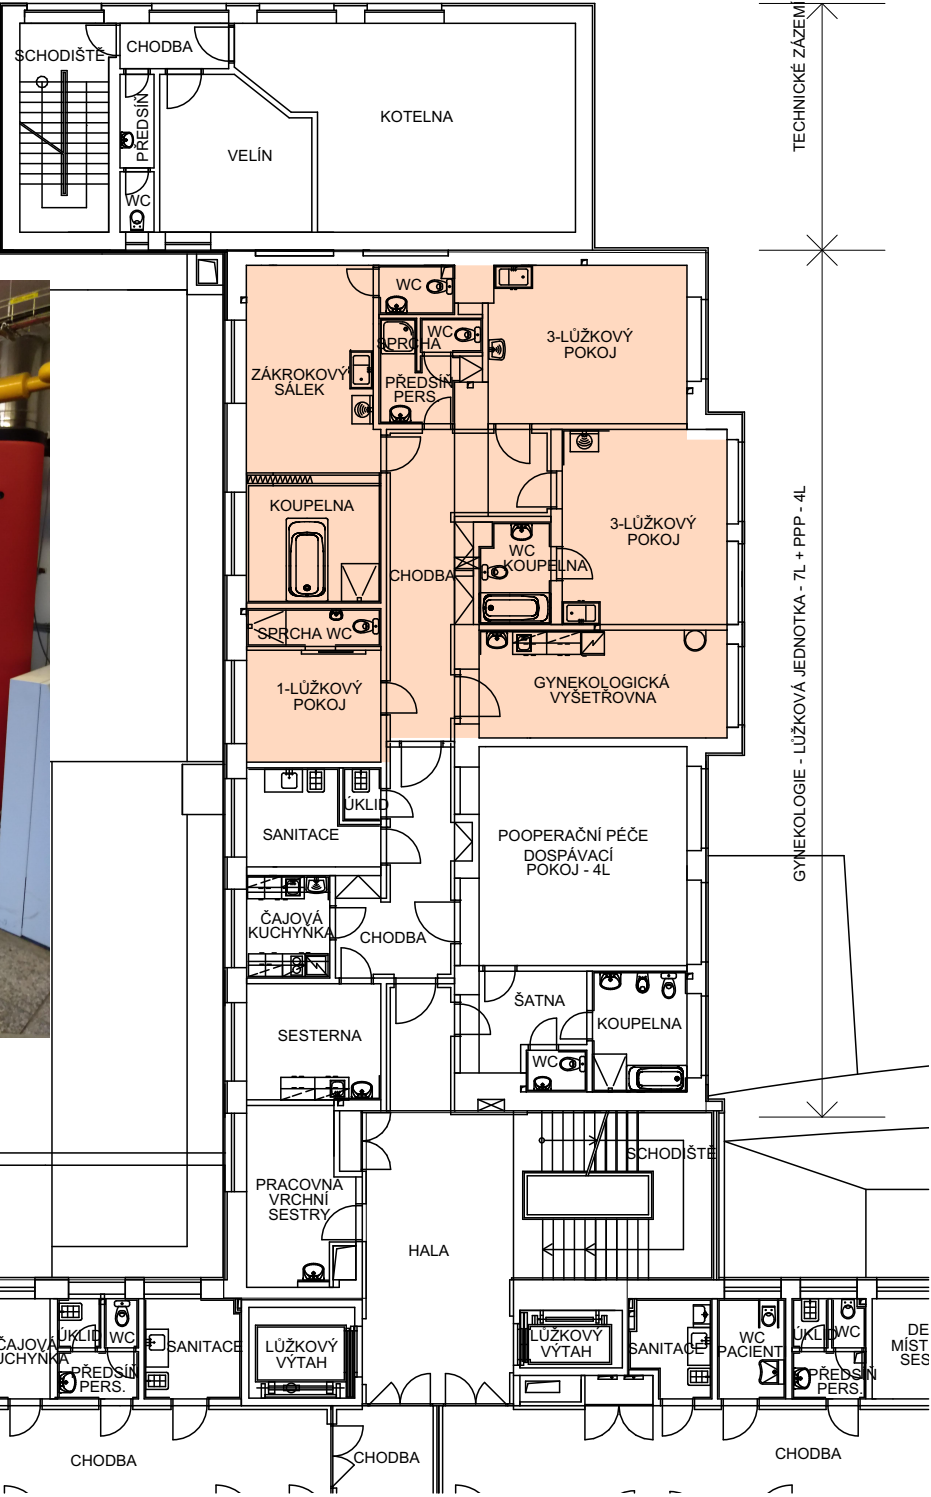 TECHNICKÉ ZÁZEMÍ
SCHODIŠTĚ
CHODBA
PŘEDSÍŇ
WC
VELÍN
KOTELNA
WC
SPRCHA
WC
PŘEDSÍŇ
PERS.
ZÁKROKOVÝ
SÁLEK
3-LŮŽKOVÝ
POKOJ
KOUPELNA
CHODBA
WC
KOUPELNA
3-LŮŽKOVÝ
POKOJ
SPRCHA WC
1-LŮŽKOVÝ
POKOJ
GYNEKOLOGICKÁ
VYŠETŘOVNA
GYNEKOLOGIE - LŮŽKOVÁ JEDNOTKA - 7L + PPP - 4L
ÚKLID
SANITACE
POOPERAČNÍ PÉČE
DOSPÁVACÍ
POKOJ - 4L
ČAJOVÁ
KUCHYŇKA
CHODBA
ŠATNA
KOUPELNA
WC
SESTERNA
SCHODIŠTĚ
PRACOVNA
VRCHNÍ
SESTRY
HALA
ČAJOVÁ
UCHYŇKA
ÚKLID
WC
PŘEDSÍŇ
PERS.
SANITACE
LŮŽKOVÝ
VÝTAH
LŮŽKOVÝ
VÝTAH
SANITACE
WC
PACIENT
ÚKLID
WC
PŘEDSÍŇ
PERS.
DE
MÍST
SES
CHODBA
CHODBA
CHODBA